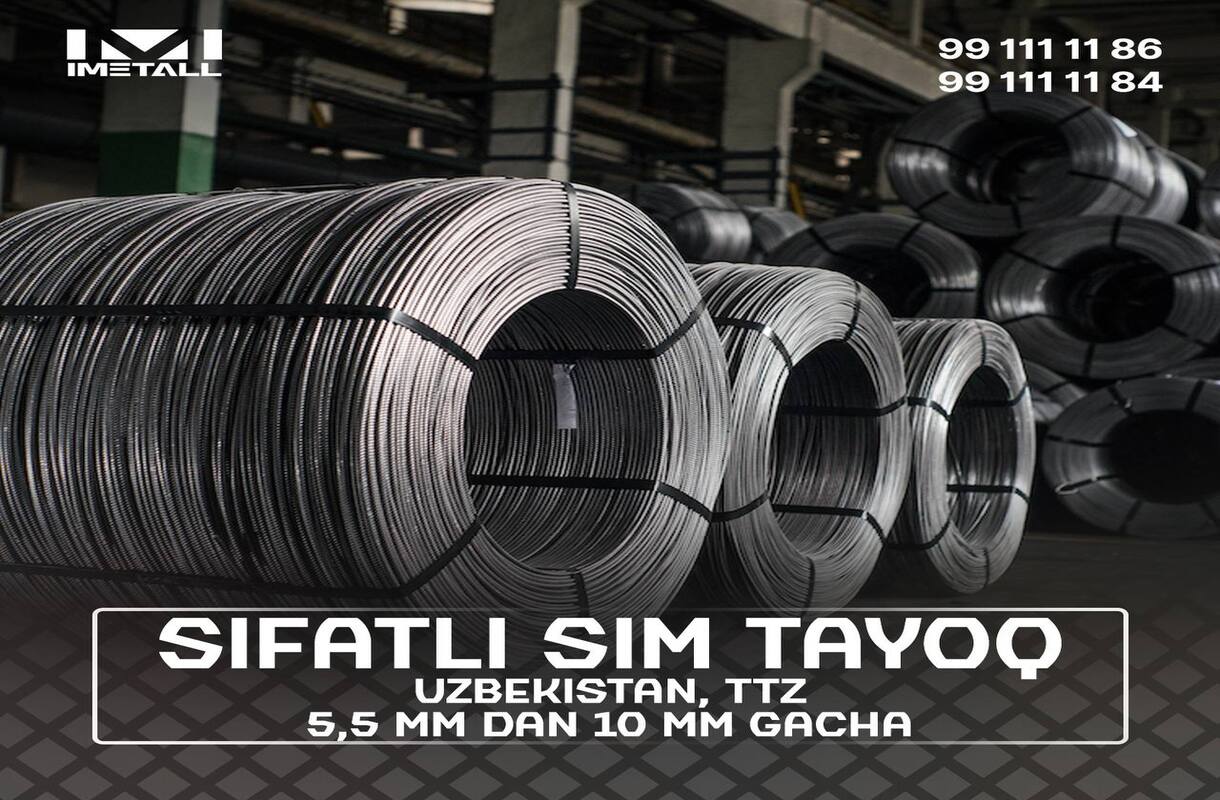 IMETALL
99 111 11 86
99 111 11 84
SIFATLI SIM TAYOQ
UZBEKISTAN, TTZ
5,5 MM DAN 10 MM GACHA